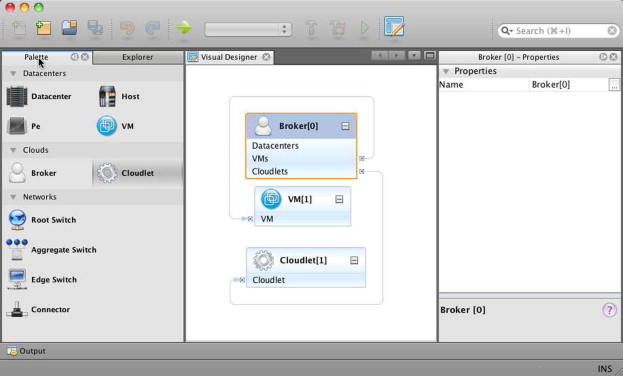 Search (⌘+I)
Palette
Explorer
Visual Designer
Broker [0] - Properties
Datacenters
Datacenter
Host
Pe
VM
Clouds
Broker
Cloudlet
Networks
Root Switch
Aggregate Switch
Edge Switch
Connector
Broker[0]
Datacenters
VMs
Cloudlets
VM[1]
VM
Cloudlet[1]
Cloudlet
Properties
Name
Broker[0]
...
Broker [0]
?
Output
INS